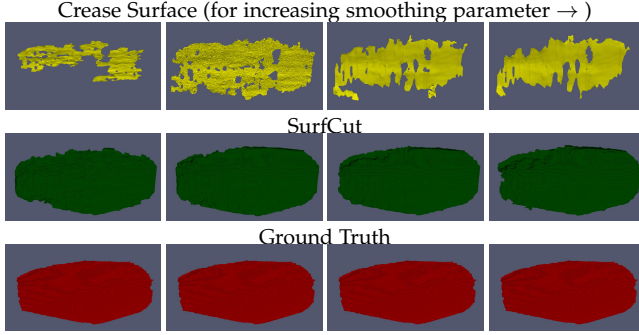 Crease Surface (for increasing smoothing parameter → )
SurfCut
Ground Truth